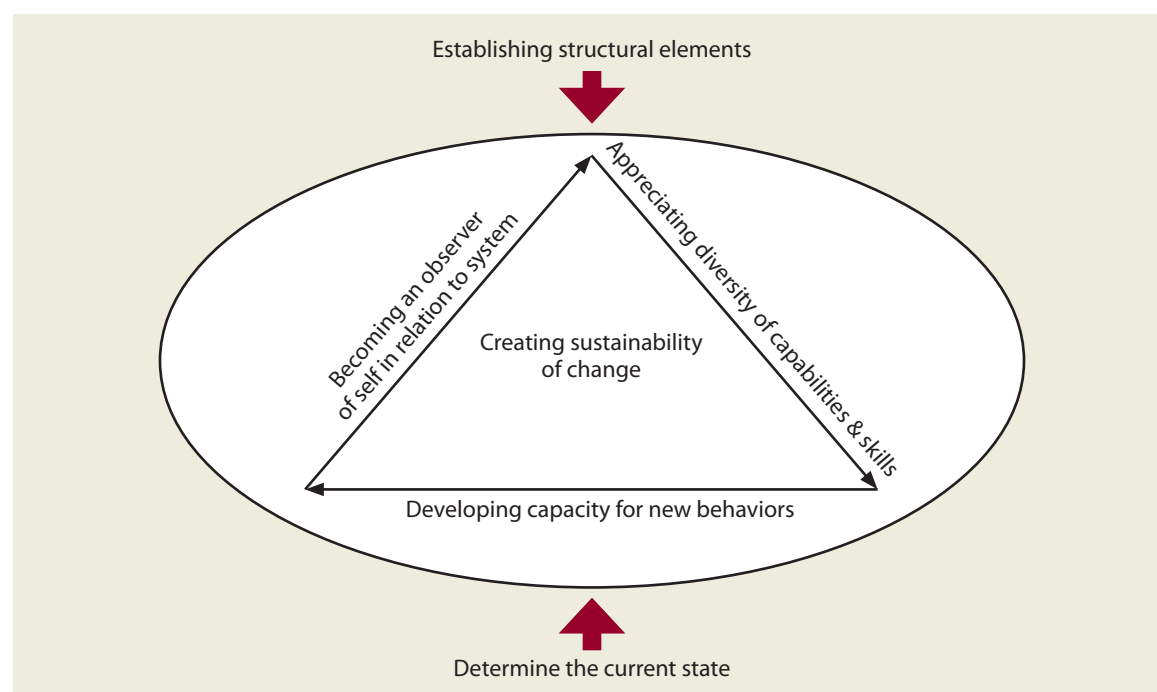 Establishing structural elements
Becoming an observer
of self in relation to system
Appreciating diversity of capabilities & skills
Creating sustainability
of change
Developing capacity for new behaviors
Determine the current state